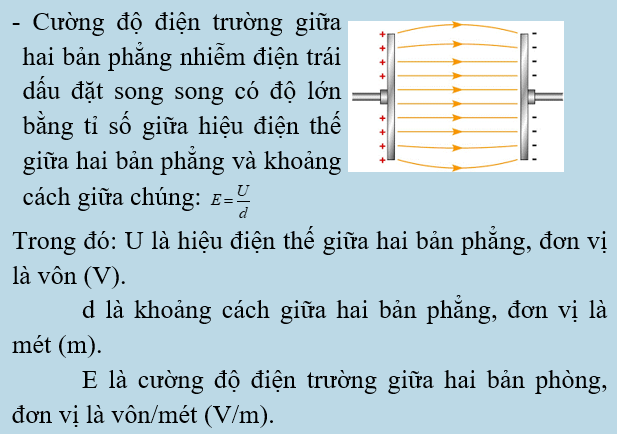 - Cường độ điện trường giữa
hai bản phẳng nhiễm điện trái
dấu đặt song song có độ lớn
bằng tỉ số giữa hiệu điện thế
giữa hai bản phẳng và khoảng
cách giữa chúng: E = U/d
Trong đó: U là hiệu điện thế giữa hai bản phẳng, đơn vị
là vôn (V).
d là khoảng cách giữa hai bản phẳng, đơn vị là
mét (m).
E là cường độ điện trường giữa hai bản phòng,
đơn vị là vôn/mét (V/m).